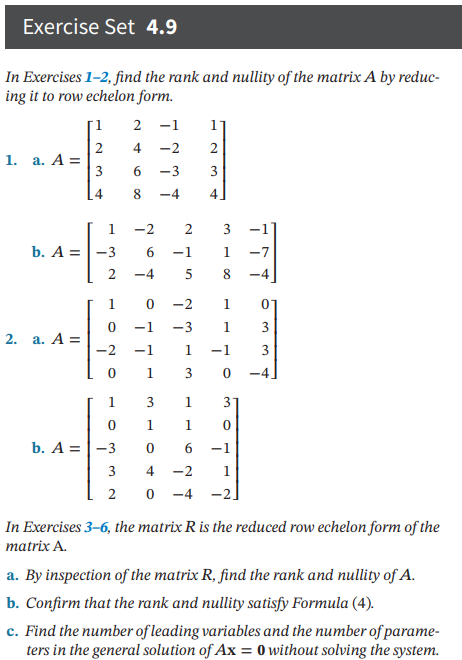 Exercise Set 4.9
In Exercises 1–2, find the rank and nullity of the matrix A by reduc-
ing it to row echelon form.
1. a. A = [1 2 −1 1]
[2 4 −2 2]
[3 6 −3 3]
[4 8 −4 4]
b. A = [1 −2 2 3 −1]
[−3 6 −1 1 −7]
[2 −4 5 8 −4]
2. a. A = [1 0 −2 1 0]
[0 −1 −3 1 3]
[−2 −1 1 −1 3]
[0 1 3 0 −4]
b. A = [1 3 1 3]
[0 1 1 0]
[−3 0 6 −1]
[3 4 −2 1]
[2 0 −4 −2]
In Exercises 3–6, the matrix R is the reduced row echelon form of the
matrix A.
a. By inspection of the matrix R, find the rank and nullity of A.
b. Confirm that the rank and nullity satisfy Formula (4).
c. Find the number of leading variables and the number of parame-
ters in the general solution of Ax = 0 without solving the system.